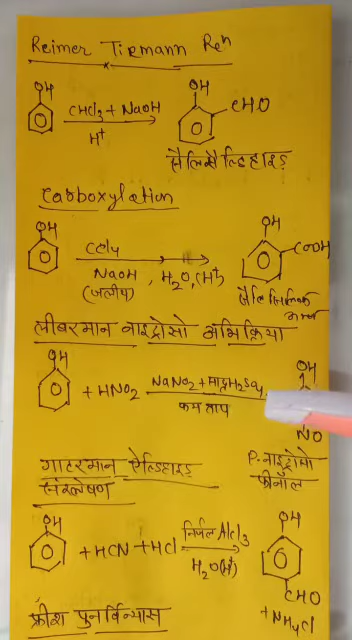 Reimer Tiemann Ren
OH OH
CHCl3 + NaOH CHO
H+
सैलिसैल्डिहाइड
Carboxylation
OH OH
CCl4 COOH
NaOH , H2O, (H+)
(जलीय)
लीबरमान नाइट्रोसो अभिक्रिया
OH OH
+ HNO2 NaNO2 + H2SO4
कम ताप
NO
गाटरमान ऐल्डिहाइड P-नाइट्रोसो
संश्लेषण फीनॉल
OH OH
+ HCN + HCl निर्जल AlCl3
H2O(H+)
CHO
+ NH4Cl
फ्रीश पुनर्विन्यास